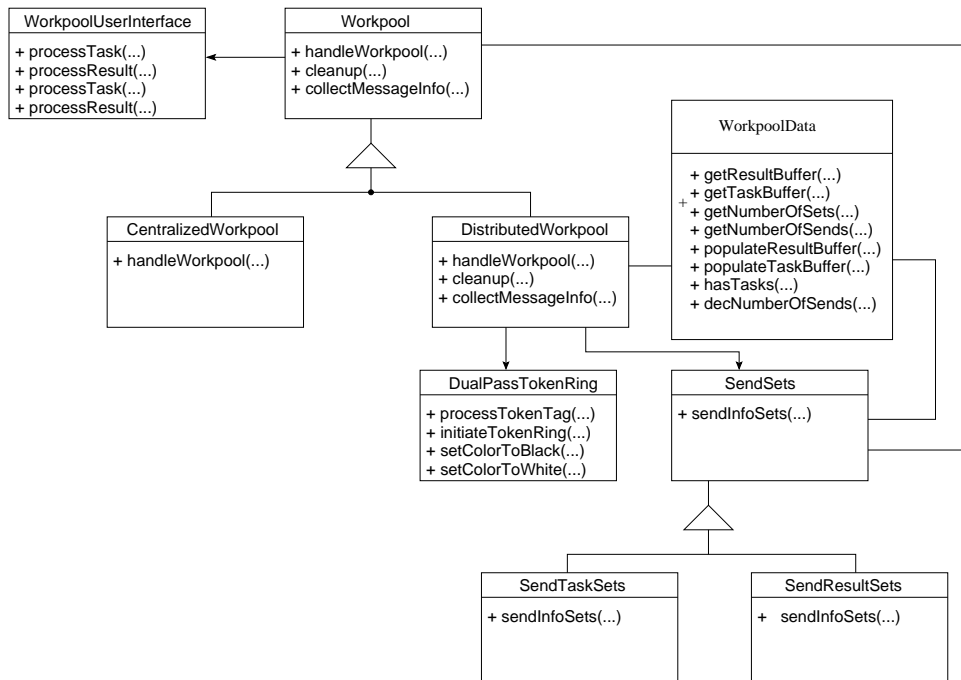 WorkpoolUserInterface
+ processTask(...)
+ processResult(...)
+ processTask(...)
+ processResult(...)
Workpool
+ handleWorkpool(...)
+ cleanup(...)
+ collectMessageInfo(...)
WorkpoolData
+ getResultBuffer(...)
+ getTaskBuffer(...)
+
+ getNumberOfSets(...)
+ getNumberOfSends(...)
+ populateResultBuffer(...)
+ populateTaskBuffer(...)
+ hasTasks(...)
+ decNumberOfSends(...)
CentralizedWorkpool
+ handleWorkpool(...)
DistributedWorkpool
+ handleWorkpool(...)
+ cleanup(...)
+ collectMessageInfo(...)
DualPassTokenRing
+ processTokenTag(...)
+ initiateTokenRing(...)
+ setColorToBlack(...)
+ setColorToWhite(...)
SendSets
+ sendInfoSets(...)
SendTaskSets
+ sendInfoSets(...)
SendResultSets
+ sendInfoSets(...)